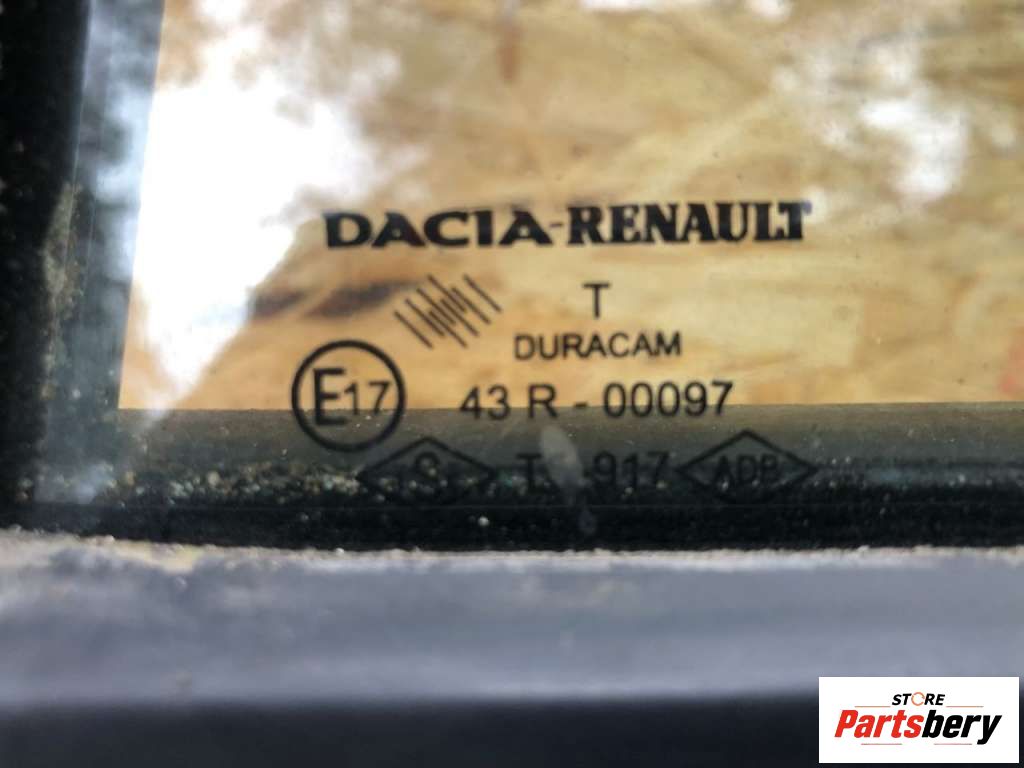 DACIA-RENAULT
T
DURACAM
E17 43 R - 00097
S T 917 ADP
STORE
Partsbery